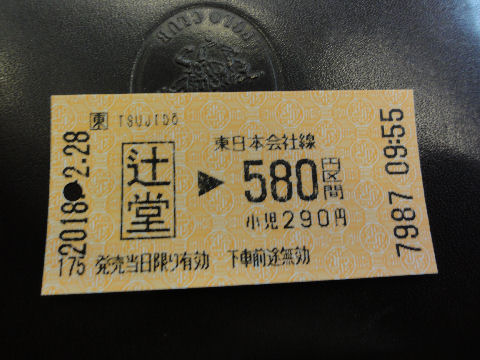 POLO CLUB
東 TSUJIDO
辻堂
東日本会社線
▶ 580円区間
小児290円
2018.-2.28
175 発売当日限り有効 下車前途無効
7987 09:55